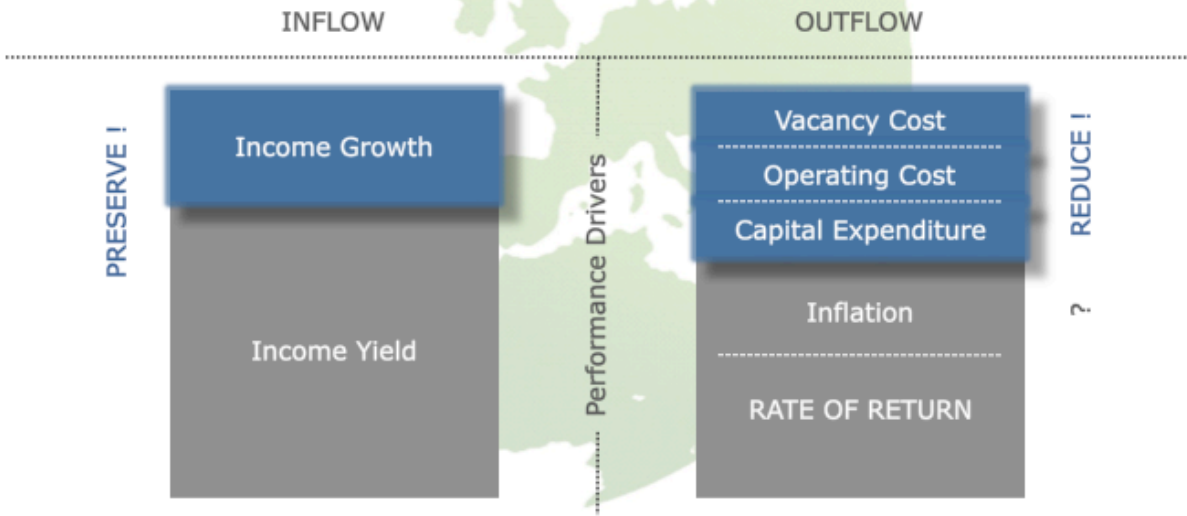 INFLOW
OUTFLOW
PRESERVE !
Income Growth
Income Yield
Performance Drivers
Vacancy Cost
Operating Cost
Capital Expenditure
Inflation
RATE OF RETURN
REDUCE !
?